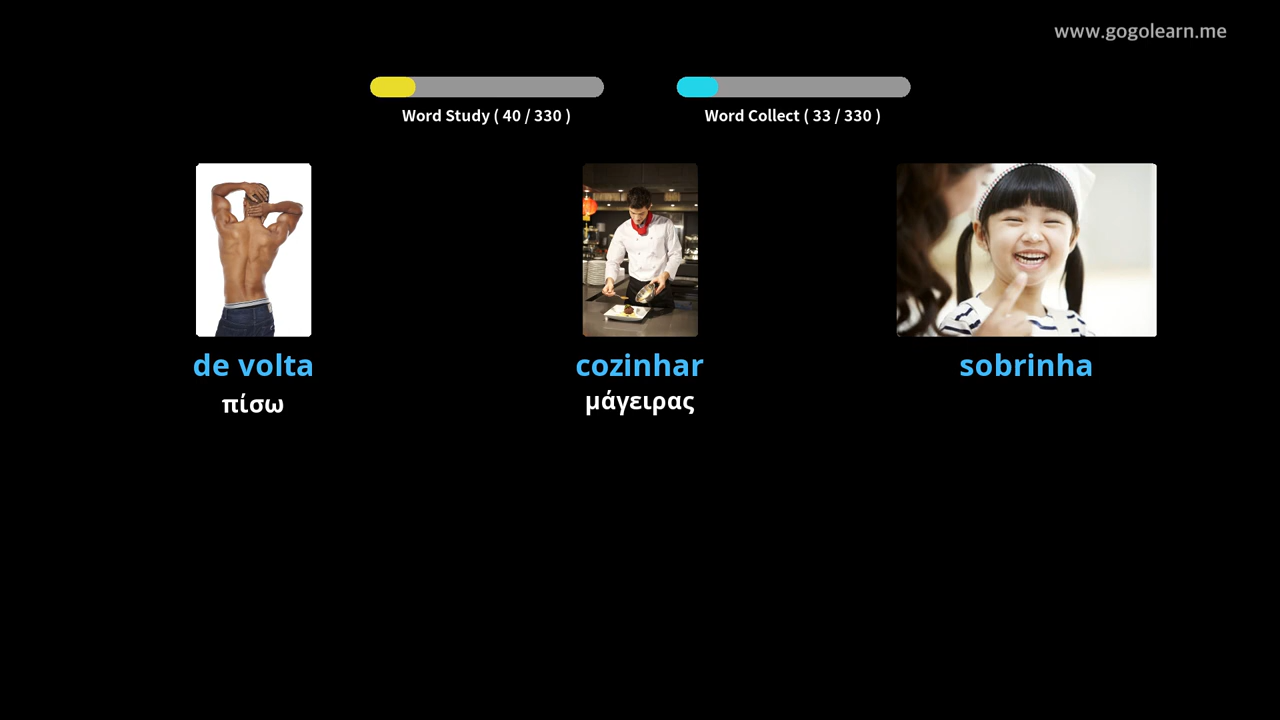 www.gogolearn.me
Word Study ( 40 / 330 )
Word Collect ( 33 / 330 )
de volta
πίσω
cozinhar
μάγειρας
sobrinha